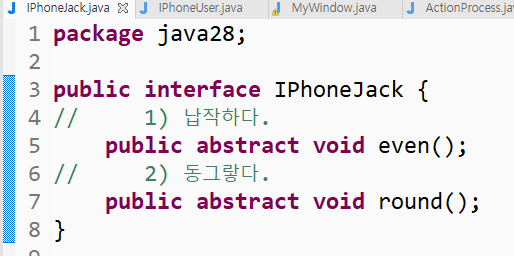 IPhoneJack.java IPhoneUser.java MyWindow.java ActionProcess.jav
1 package java28;
2
3 public interface IPhoneJack {
4 // 1) 납작하다.
5 public abstract void even();
6 // 2) 동그랗다.
7 public abstract void round();
8 }
9